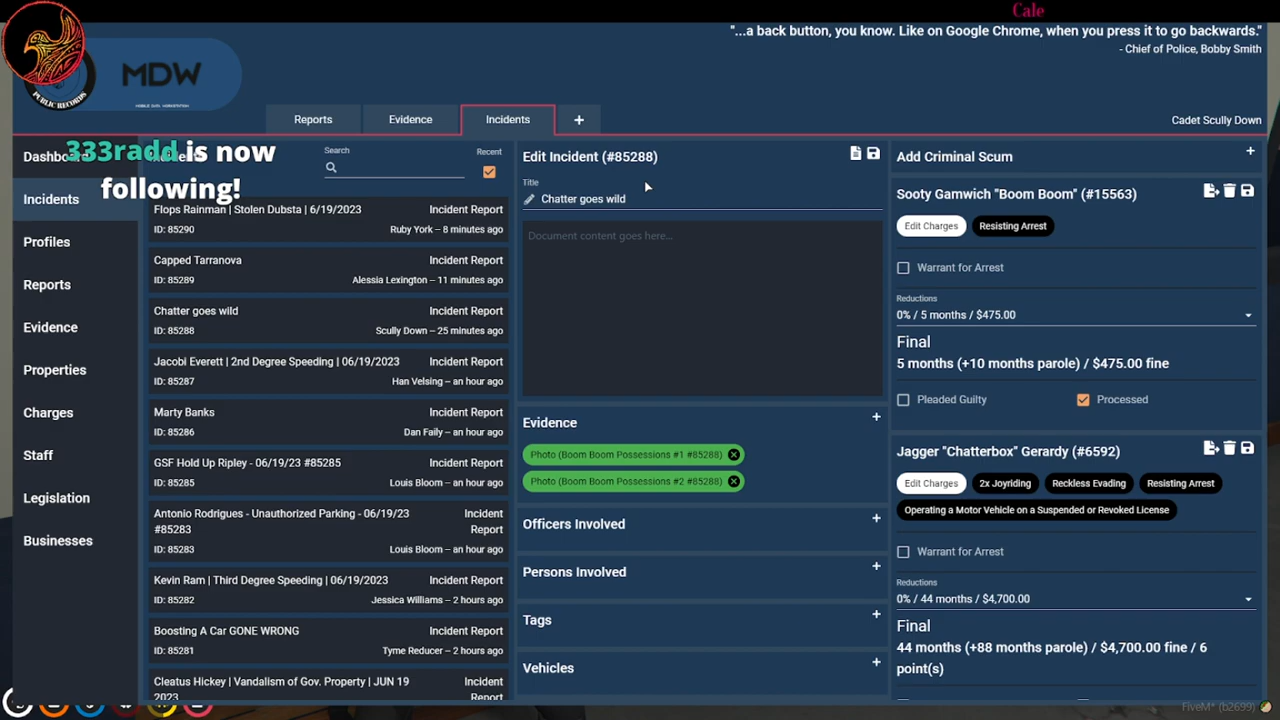 Cale
"...a back button, you know. Like on Google Chrome, when you press it to go backwards."
- Chief of Police, Bobby Smith
PUBLIC RECORDS
MDW
MOBILE DATA WORKSTATION
Reports
Evidence
Incidents
+
Cadet Scully Down
333radd is now
following!
Incidents
Profiles
Reports
Evidence
Properties
Charges
Staff
Legislation
Businesses
Search
Recent
Flops Rainman | Stolen Dubsta | 6/19/2023
Incident Report
ID: 85290
Ruby York – 8 minutes ago
Capped Tarranova
Incident Report
ID: 85289
Alessia Lexington – 11 minutes ago
Chatter goes wild
Incident Report
ID: 85288
Scully Down – 25 minutes ago
Jacobi Everett | 2nd Degree Speeding | 06/19/2023
Incident Report
ID: 85287
Han Velsing – an hour ago
Marty Banks
Incident Report
ID: 85286
Dan Faily – an hour ago
GSF Hold Up Ripley - 06/19/23 #85285
Incident Report
ID: 85285
Louis Bloom – an hour ago
Antonio Rodrigues - Unauthorized Parking - 06/19/23
#85283
Incident
Report
ID: 85283
Louis Bloom – an hour ago
Kevin Ram | Third Degree Speeding | 06/19/2023
Incident Report
ID: 85282
Jessica Williams – 2 hours ago
Boosting A Car GONE WRONG
Incident Report
ID: 85281
Tyme Reducer – 2 hours ago
Cleatus Hickey | Vandalism of Gov. Property | JUN 19
2023
Incident
Report
Edit Incident (#85288)
Title
Chatter goes wild
Document content goes here...
Evidence
+
Photo (Boom Boom Possessions #1 #85288)
Photo (Boom Boom Possessions #2 #85288)
Officers Involved
+
Persons Involved
+
Tags
+
Vehicles
+
Add Criminal Scum
+
Sooty Gamwich "Boom Boom" (#15563)
Edit Charges
Resisting Arrest
Warrant for Arrest
Reductions
0% / 5 months / $475.00
Final
5 months (+10 months parole) / $475.00 fine
Pleaded Guilty
Processed
Jagger "Chatterbox" Gerardy (#6592)
Edit Charges
2x Joyriding
Reckless Evading
Resisting Arrest
Operating a Motor Vehicle on a Suspended or Revoked License
Warrant for Arrest
Reductions
0% / 44 months / $4,700.00
Final
44 months (+88 months parole) / $4,700.00 fine / 6
point(s)
FiveM* (b2699)